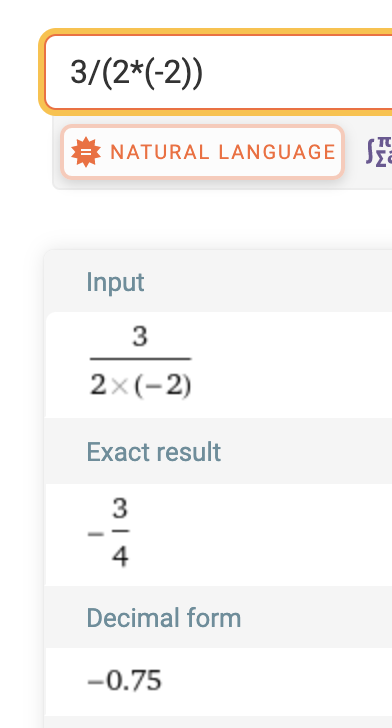 3/(2*(-2))
NATURAL LANGUAGE
Input
3
2×(−2)
Exact result
−3
4
Decimal form
−0.75